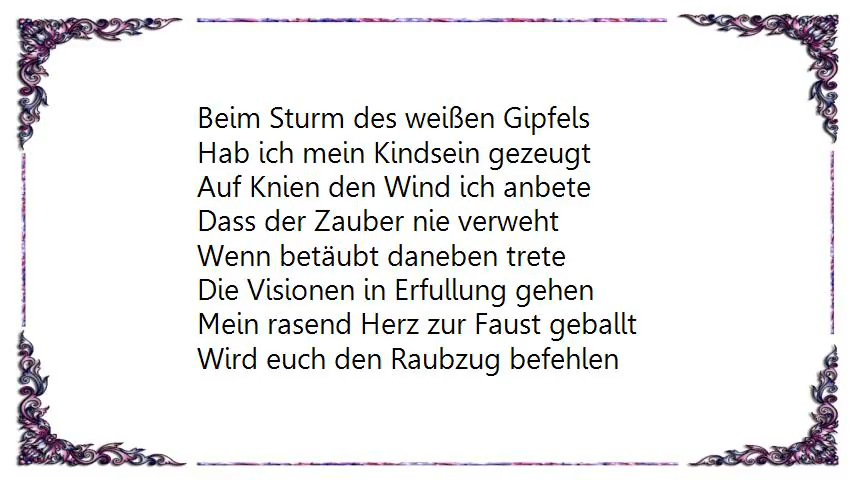 Beim Sturm des weißen Gipfels
Hab ich mein Kindsein gezeugt
Auf Knien den Wind ich anbete
Dass der Zauber nie verweht
Wenn betäubt daneben trete
Die Visionen in Erfullung gehen
Mein rasend Herz zur Faust geballt
Wird euch den Raubzug befehlen